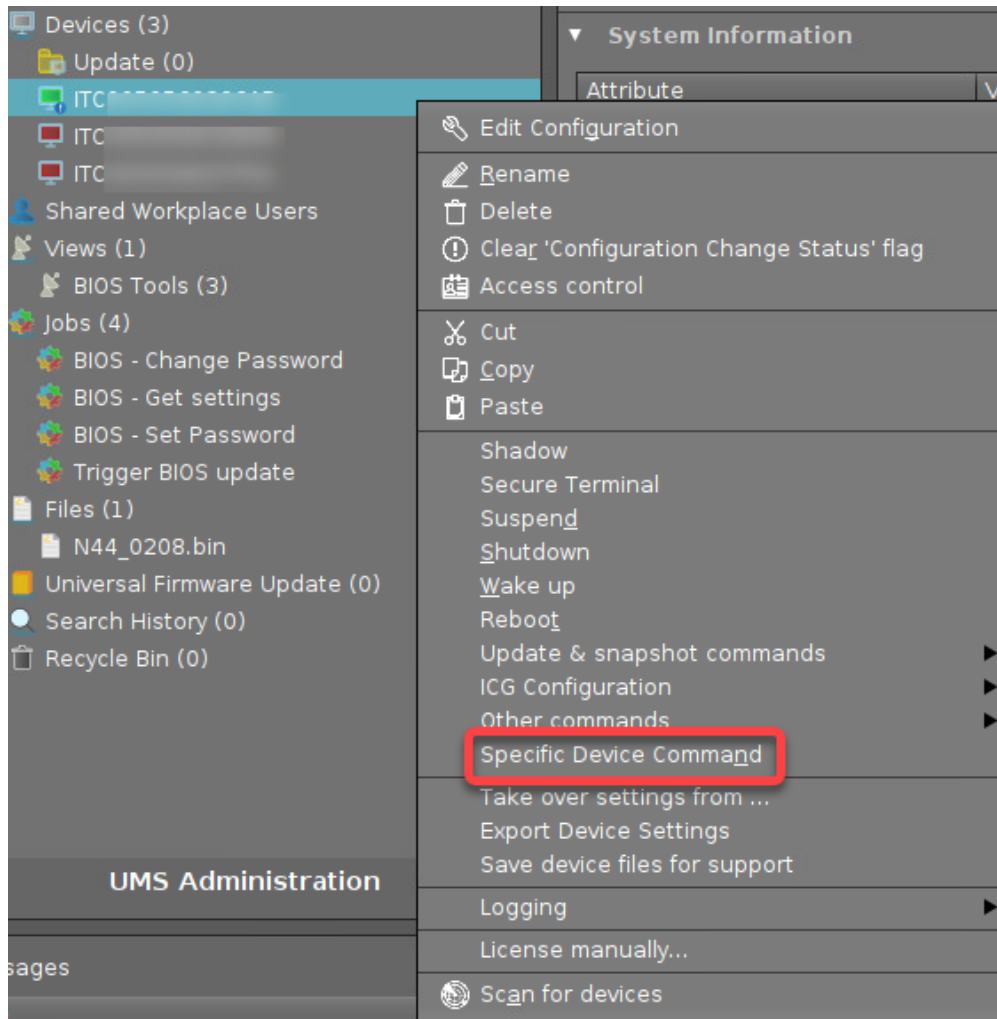 Devices (3)
Update (0)
ITC
ITC
ITC
Shared Workplace Users
Views (1)
BIOS Tools (3)
Jobs (4)
BIOS - Change Password
BIOS - Get settings
BIOS - Set Password
Trigger BIOS update
Files (1)
N44_0208.bin
Universal Firmware Update (0)
Search History (0)
Recycle Bin (0)
UMS Administration
sages
System Information
Attribute
Edit Configuration
Rename
Delete
Clear 'Configuration Change Status' flag
Access control
Cut
Copy
Paste
Shadow
Secure Terminal
Suspend
Shutdown
Wake up
Reboot
Update & snapshot commands
ICG Configuration
Other commands
Specific Device Command
Take over settings from ...
Export Device Settings
Save device files for support
Logging
License manually...
Scan for devices